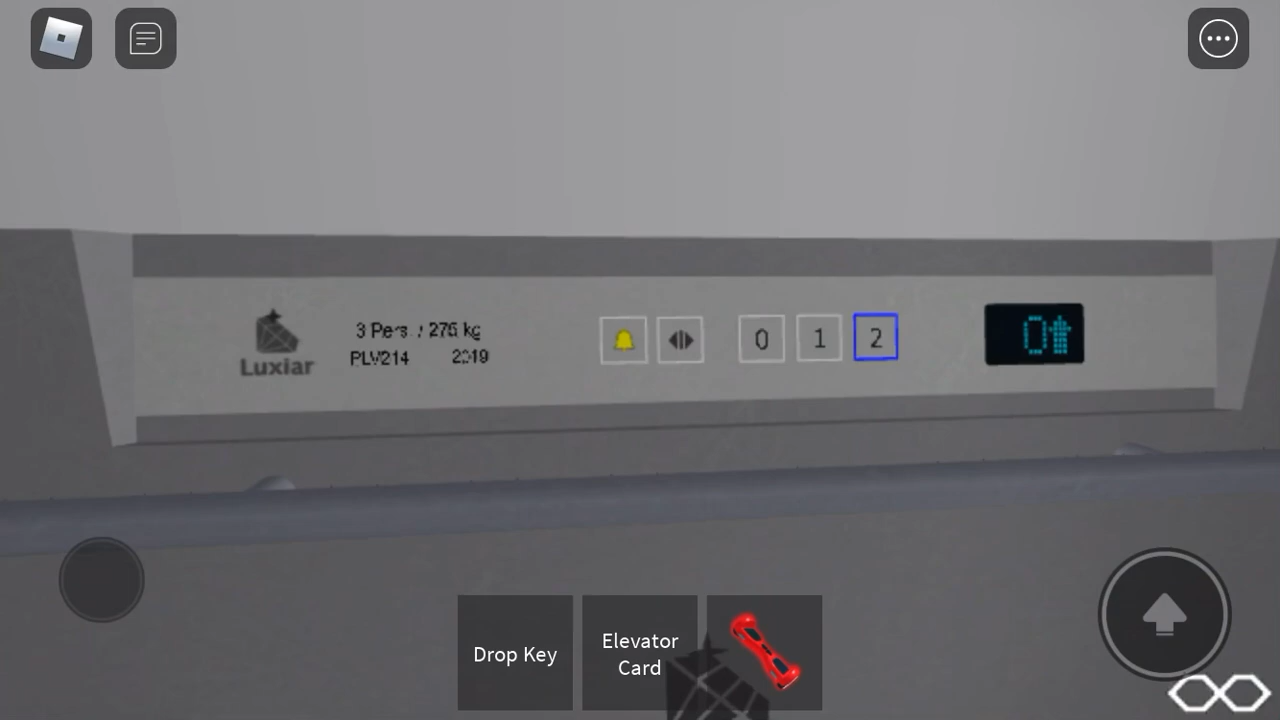 Luxiar
3 Pers. / 275 kg
PLV214 2019
0
1
2
0
Drop Key
Elevator
Card